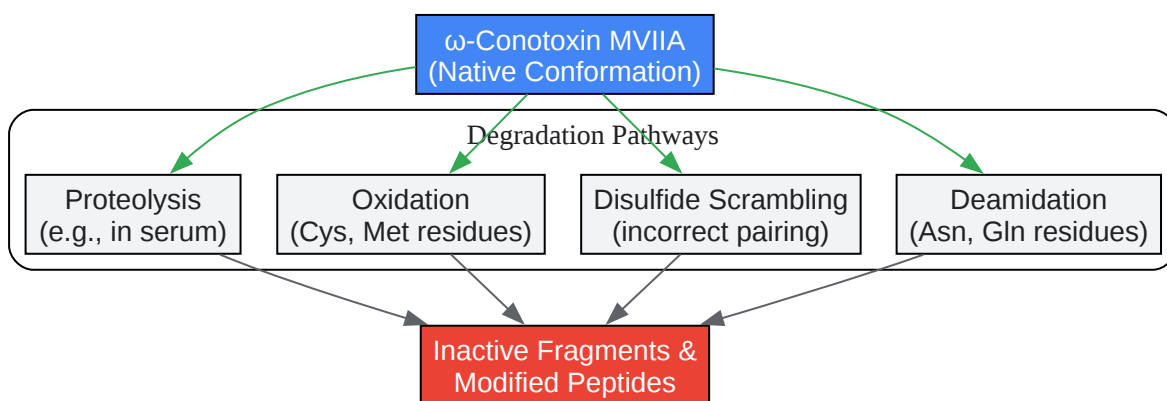 ω-Conotoxin MVIIA
(Native Conformation)
Degradation Pathways
Proteolysis
(e.g., in serum)
Oxidation
(Cys, Met residues)
Disulfide Scrambling
(incorrect pairing)
Deamidation
(Asn, Gln residues)
Inactive Fragments &
Modified Peptides